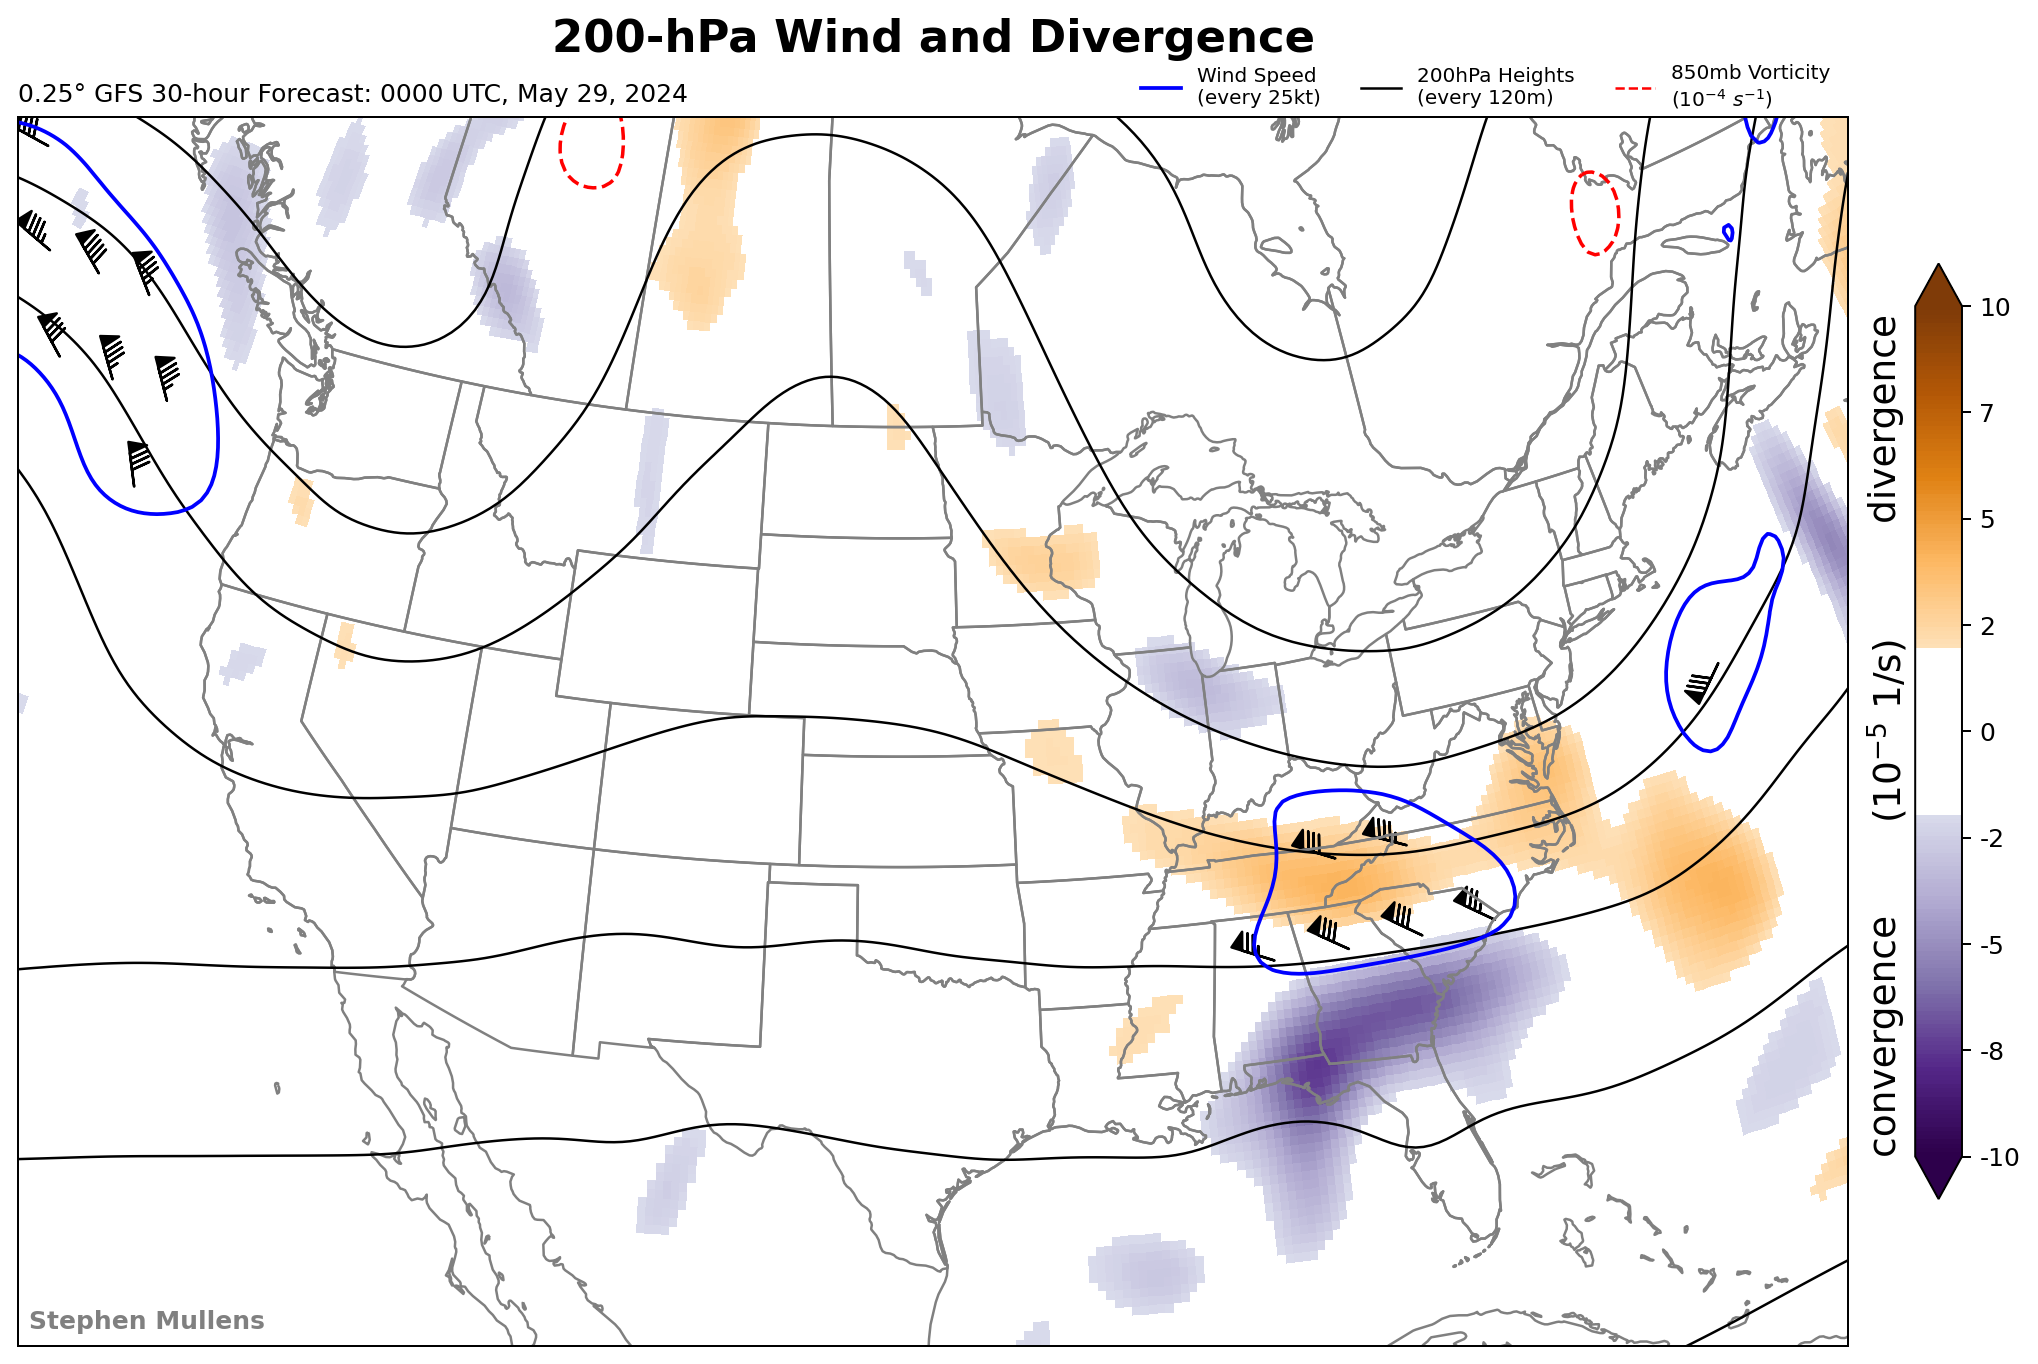 200-hPa Wind and Divergence
0.25° GFS 30-hour Forecast: 0000 UTC, May 29, 2024
Wind Speed
(every 25kt)
200hPa Heights
(every 120m)
850mb Vorticity
(10⁻⁴ s⁻¹)
10
7
5
2
0
-2
-5
-8
-10
convergence (10⁻⁵ 1/s) divergence
Stephen Mullens